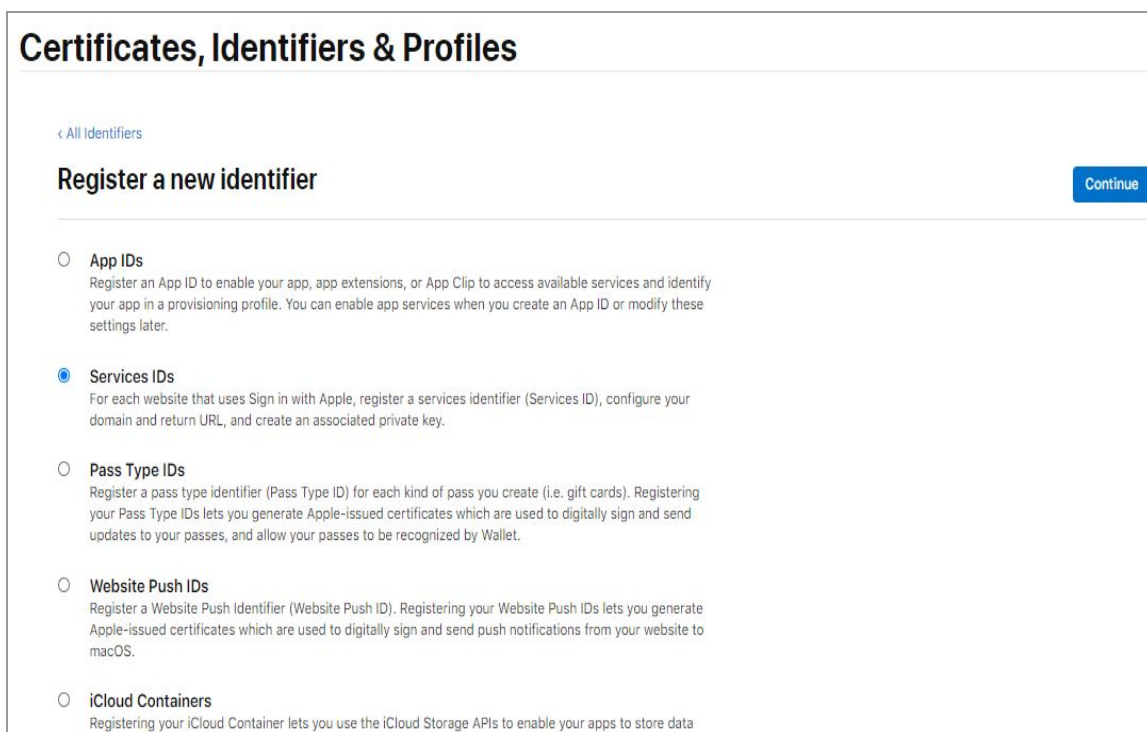 Certificates, Identifiers & Profiles
‹ All Identifiers
Register a new identifier
Continue
App IDs
Register an App ID to enable your app, app extensions, or App Clip to access available services and identify
your app in a provisioning profile. You can enable app services when you create an App ID or modify these
settings later.
Services IDs
For each website that uses Sign in with Apple, register a services identifier (Services ID), configure your
domain and return URL, and create an associated private key.
Pass Type IDs
Register a pass type identifier (Pass Type ID) for each kind of pass you create (i.e. gift cards). Registering
your Pass Type IDs lets you generate Apple-issued certificates which are used to digitally sign and send
updates to your passes, and allow your passes to be recognized by Wallet.
Website Push IDs
Register a Website Push Identifier (Website Push ID). Registering your Website Push IDs lets you generate
Apple-issued certificates which are used to digitally sign and send push notifications from your website to
macOS.
iCloud Containers
Registering your iCloud Container lets you use the iCloud Storage APIs to enable your apps to store data